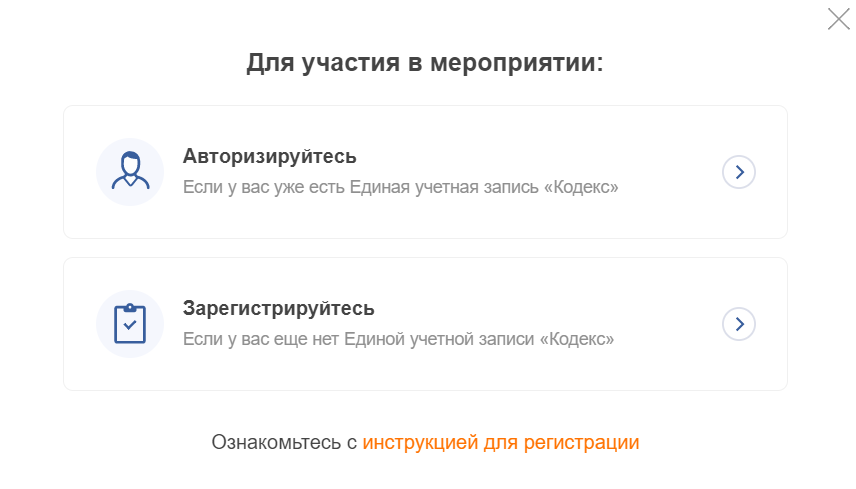 Для участия в мероприятии:
Авторизируйтесь
Если у вас уже есть Единая учетная запись «Кодекс»
Зарегистрируйтесь
Если у вас еще нет Единой учетной записи «Кодекс»
Ознакомьтесь с инструкцией для регистрации